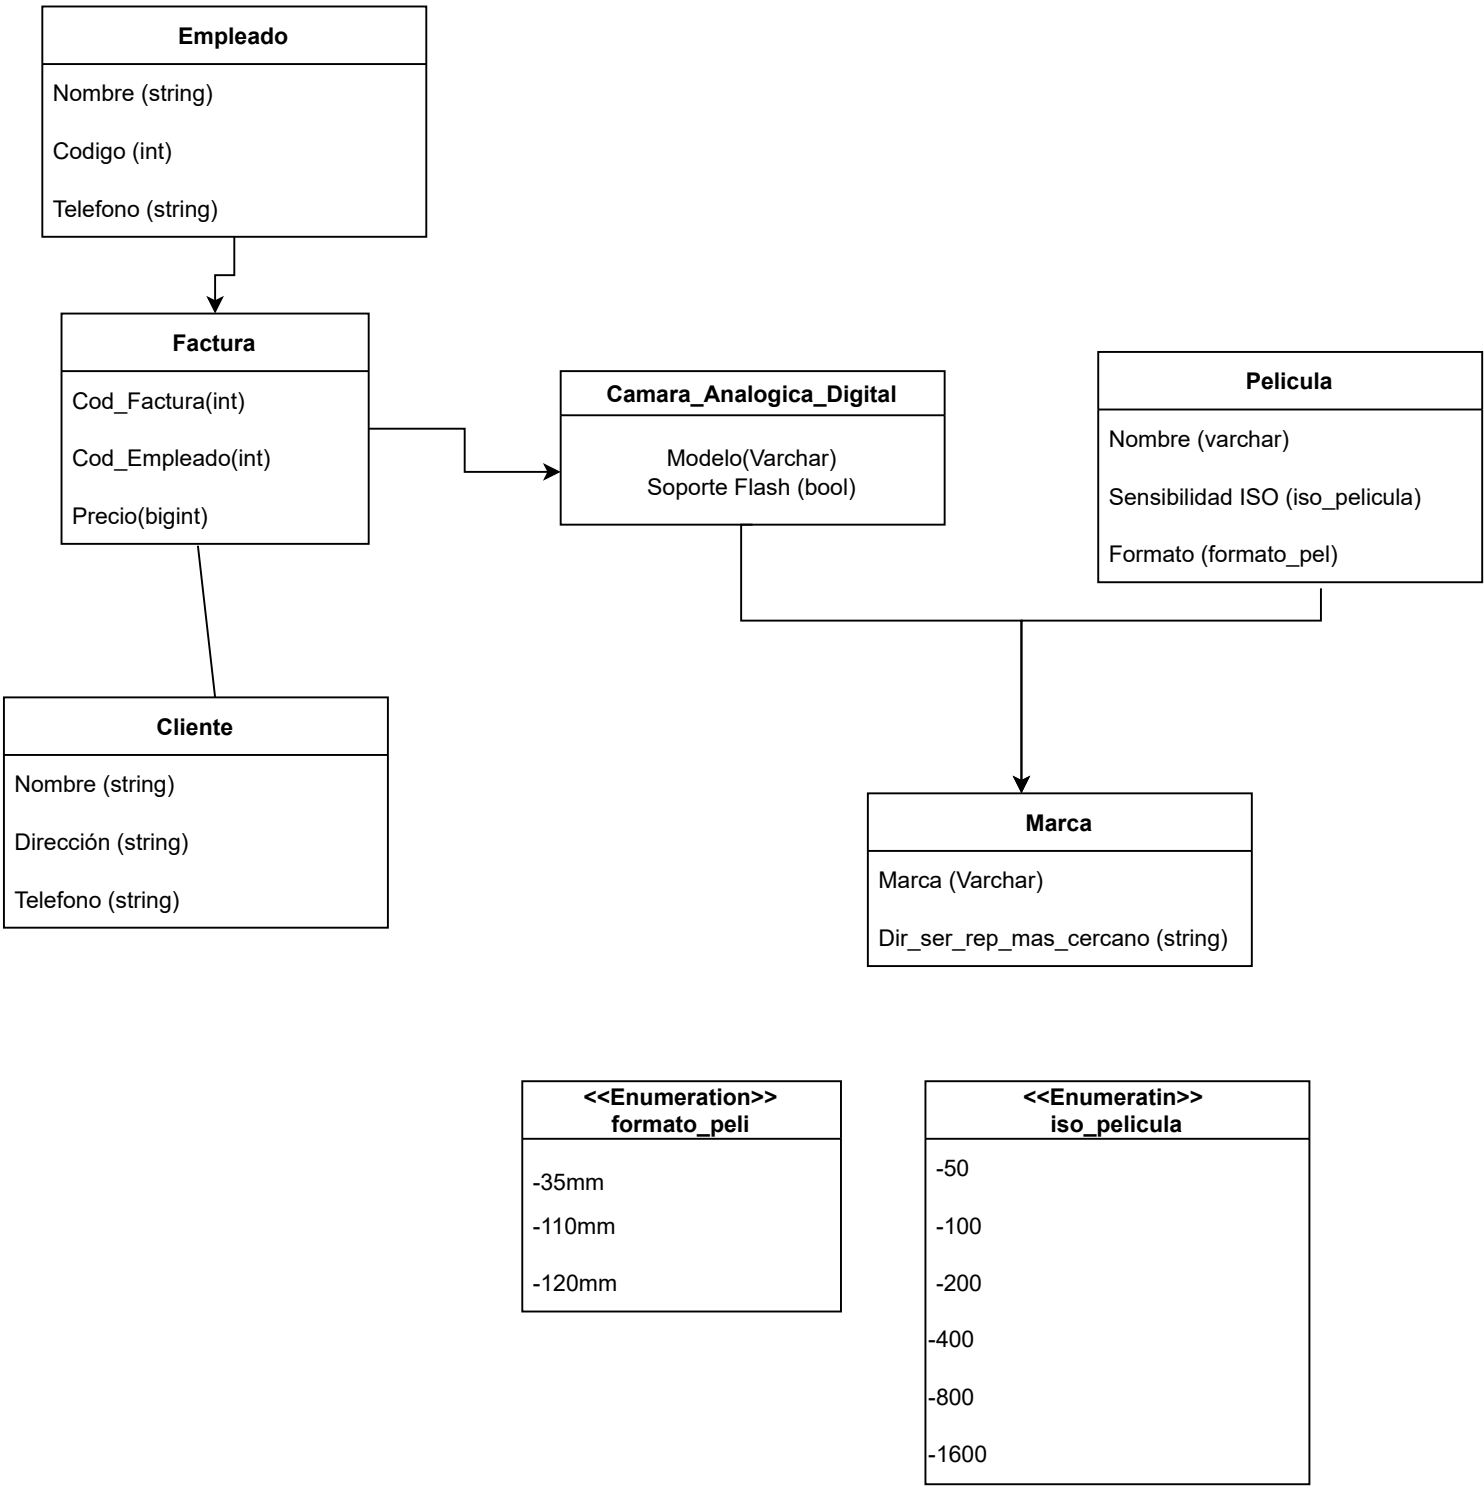 Empleado
Nombre (string)
Codigo (int)
Telefono (string)
Factura
Cod_Factura(int)
Cod_Empleado(int)
Precio(bigint)
Camara_Analogica_Digital
Modelo(Varchar)
Soporte Flash (bool)
Pelicula
Nombre (varchar)
Sensibilidad ISO (iso_pelicula)
Formato (formato_pel)
Cliente
Nombre (string)
Dirección (string)
Telefono (string)
Marca
Marca (Varchar)
Dir_ser_rep_mas_cercano (string)
<<Enumeration>>
formato_peli
-35mm
-110mm
-120mm
<<Enumeratin>>
iso_pelicula
-50
-100
-200
-400
-800
-1600